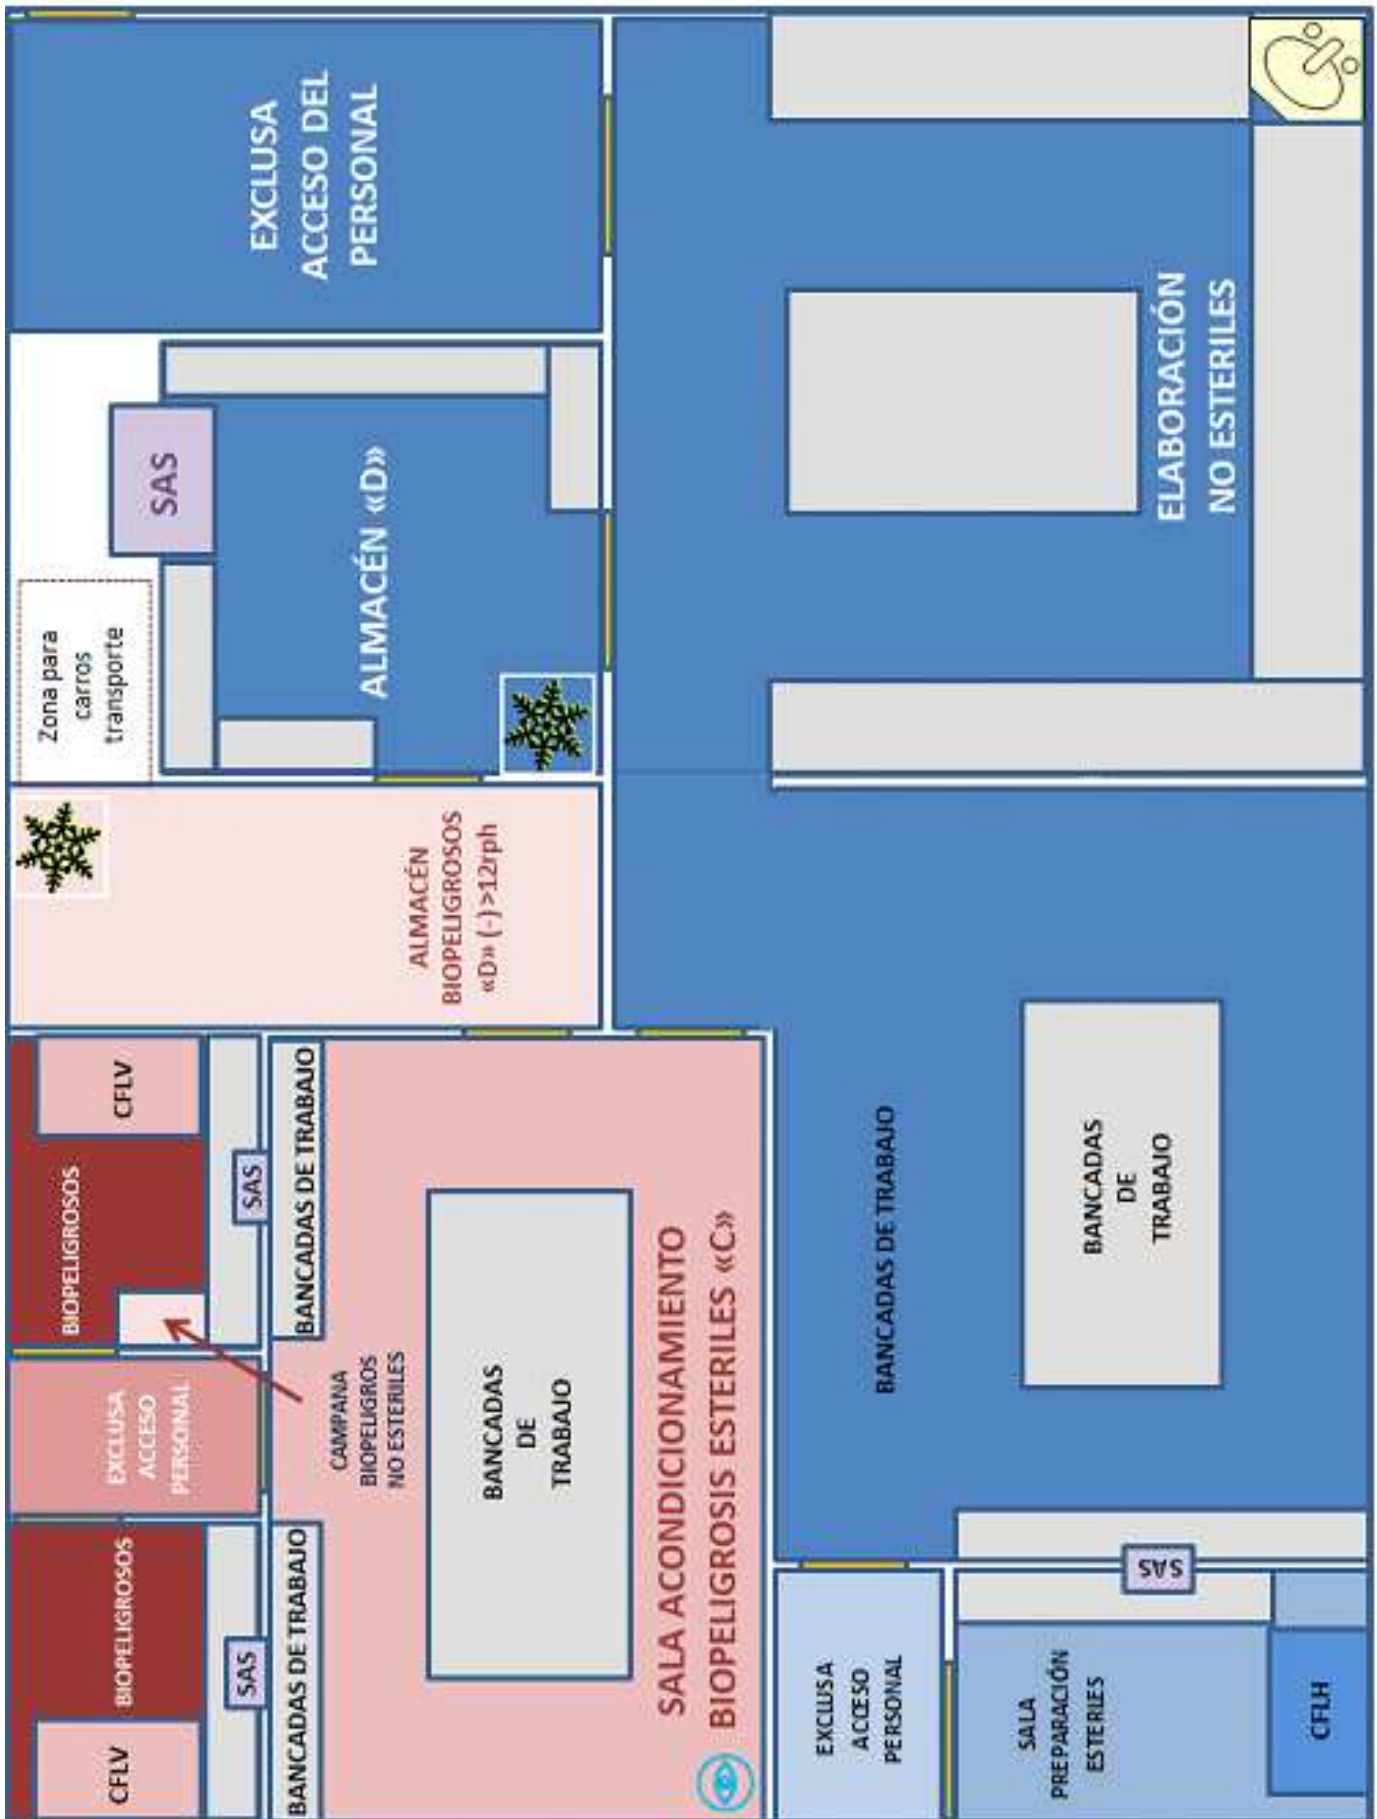 CFLV
BIOPELIGROSOS
SAS
EXCLUSA
ACCESO
PERSONAL
BIOPELIGROSOS
CFLV
SAS
BANCADAS DE TRABAJO
CAMPANA
BIOPELIGROS
NO ESTERILES
BANCADAS DE TRABAJO
BANCADAS
DE
TRABAJO
SALA ACONDICIONAMIENTO
BIOPELIGROSIS ESTERILES «C»
ALMACÉN
BIOPELIGROSOS
«D» (-) >12rph
Zona para
carros
transporte
SAS
ALMACÉN «D»
EXCLUSA
ACCESO DEL
PERSONAL
EXCLUSA
ACCESO
PERSONAL
SALA
PREPARACIÓN
ESTERIES
CFLH
SAS
BANCADAS DE TRABAJO
BANCADAS
DE
TRABAJO
ELABORACIÓN
NO ESTERILES